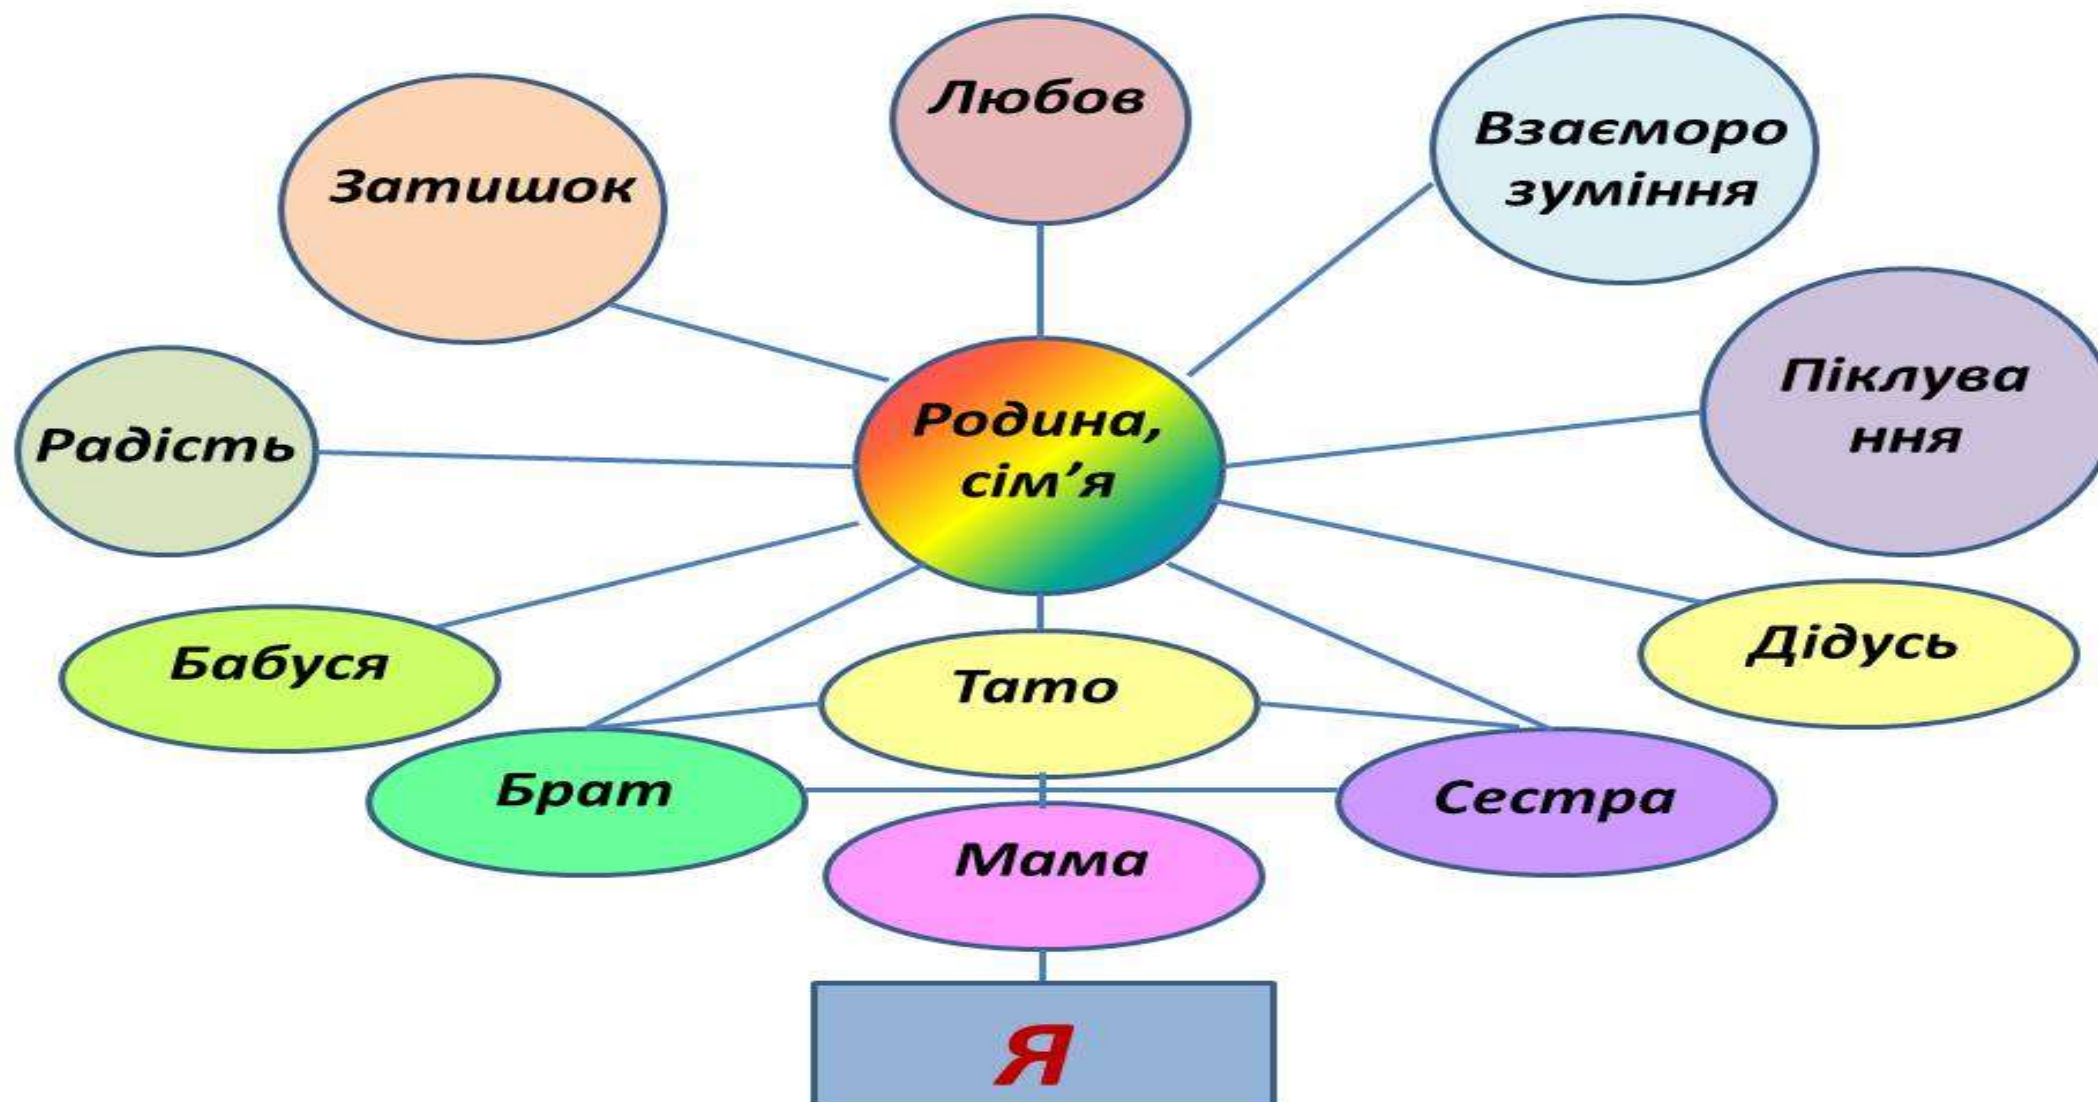 Любов
Взаєморо
зуміння
Затишок
Піклува
ння
Родина,
сім’я
Радість
Бабуся
Тато
Дідусь
Брат
Сестра
Мама
Я